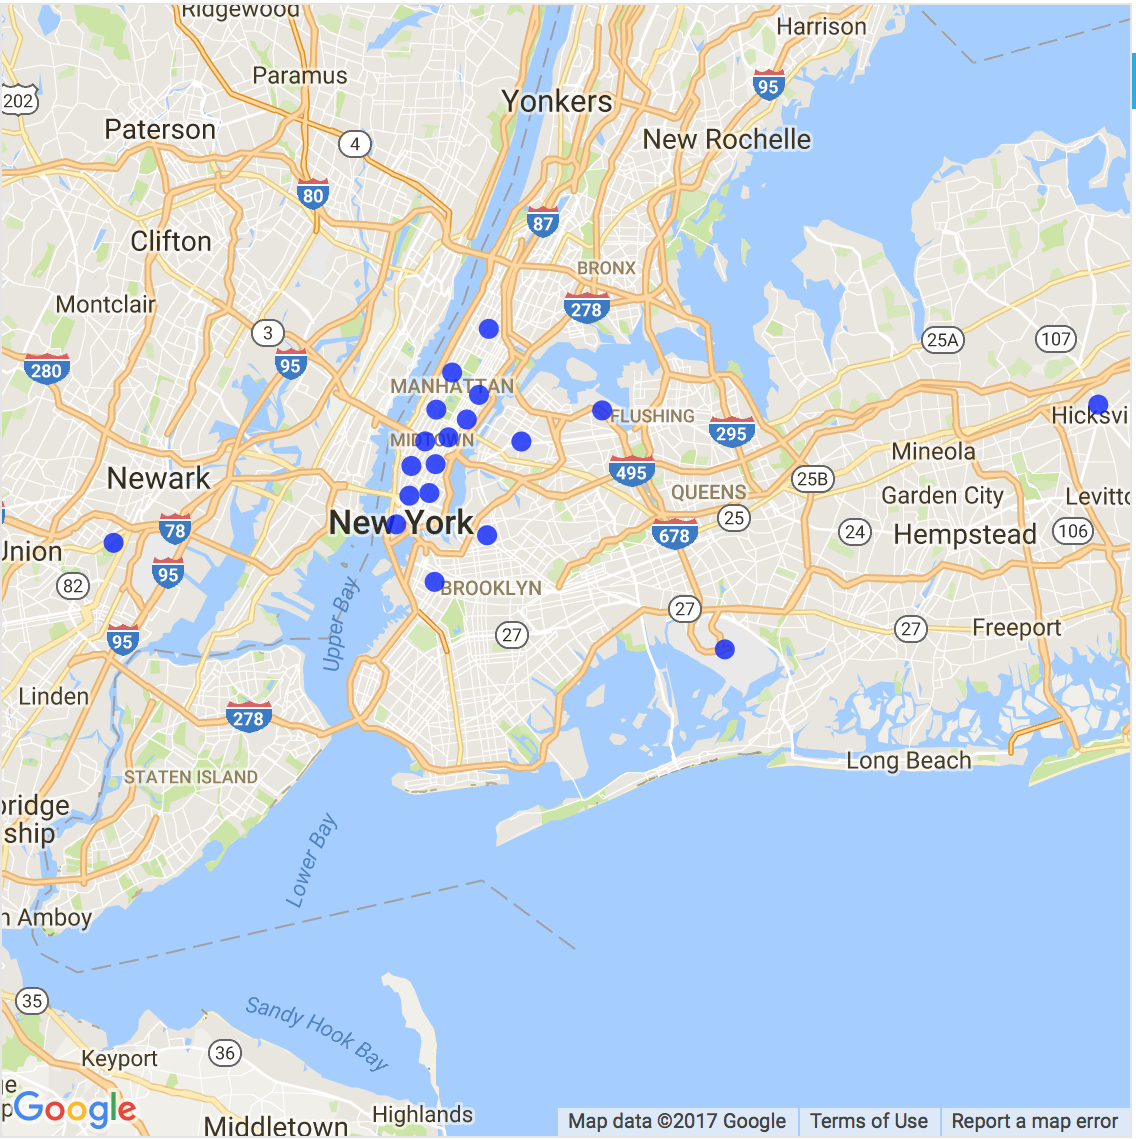 Ridgewood
Harrison
Paramus
95
202
Yonkers
Paterson
New Rochelle
4
80
87
Clifton
BRONX
Montclair
278
3
25A
107
95
280
MANHATTAN
FLUSHING
Hicksvi
295
MIDTOWN
Mineola
495
Newark
25B
QUEENS
Garden City
Levitto
New York
25
78
678
24
Hempstead
106
Union
95
82
BROOKLYN
27
Upper Bay
27
27
Freeport
95
Linden
278
Long Beach
STATEN ISLAND
bridge
ship
Lower Bay
n Amboy
35
Sandy Hook Bay
Keyport
36
ge
p
Google
Highlands
Middletown
Map data ©2017 Google
Terms of Use
Report a map error